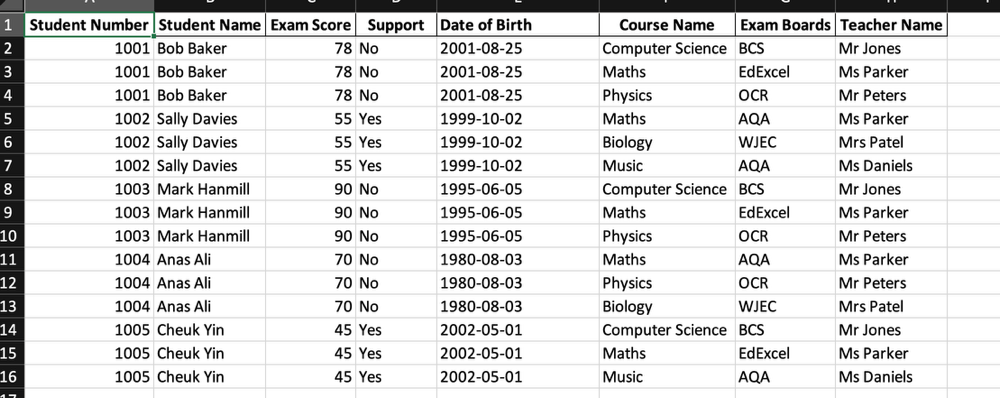 1 Student Number Student Name Exam Score Support Date of Birth Course Name Exam Boards Teacher Name
2 1001 Bob Baker 78 No 2001-08-25 Computer Science BCS Mr Jones
3 1001 Bob Baker 78 No 2001-08-25 Maths EdExcel Ms Parker
4 1001 Bob Baker 78 No 2001-08-25 Physics OCR Mr Peters
5 1002 Sally Davies 55 Yes 1999-10-02 Maths AQA Ms Parker
6 1002 Sally Davies 55 Yes 1999-10-02 Biology WJEC Mrs Patel
7 1002 Sally Davies 55 Yes 1999-10-02 Music AQA Ms Daniels
8 1003 Mark Hanmill 90 No 1995-06-05 Computer Science BCS Mr Jones
9 1003 Mark Hanmill 90 No 1995-06-05 Maths EdExcel Ms Parker
10 1003 Mark Hanmill 90 No 1995-06-05 Physics OCR Mr Peters
11 1004 Anas Ali 70 No 1980-08-03 Maths AQA Ms Parker
12 1004 Anas Ali 70 No 1980-08-03 Physics OCR Mr Peters
13 1004 Anas Ali 70 No 1980-08-03 Biology WJEC Mrs Patel
14 1005 Cheuk Yin 45 Yes 2002-05-01 Computer Science BCS Mr Jones
15 1005 Cheuk Yin 45 Yes 2002-05-01 Maths EdExcel Ms Parker
16 1005 Cheuk Yin 45 Yes 2002-05-01 Music AQA Ms Daniels